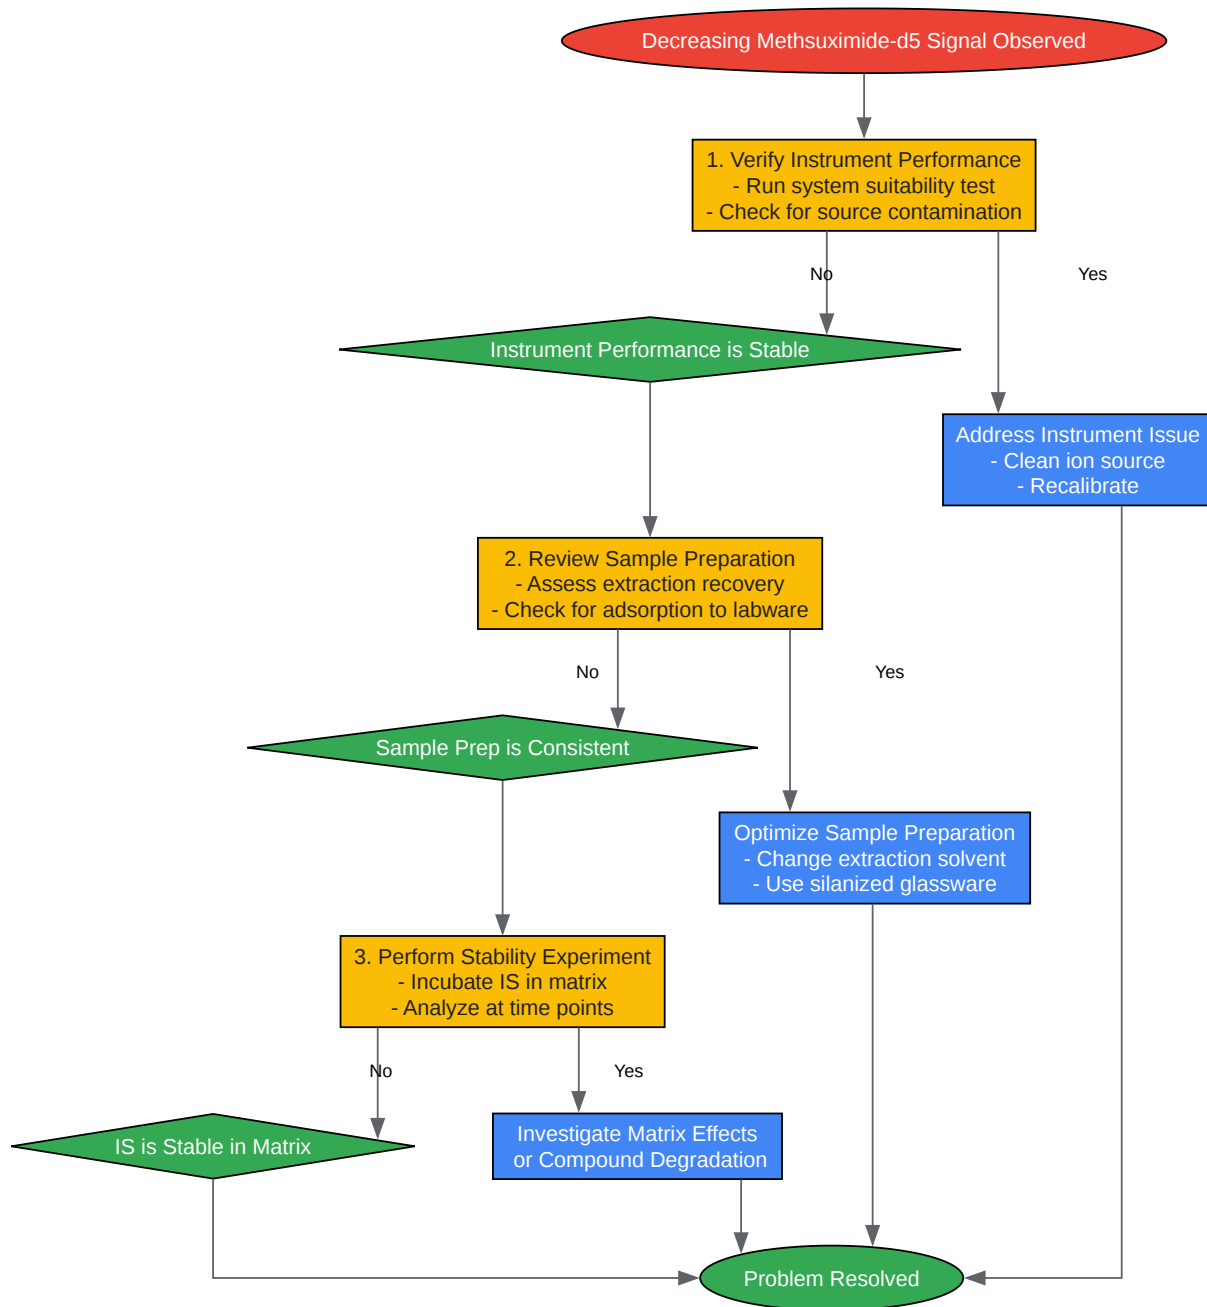 Decreasing Methsuximide-d5 Signal Observed
1. Verify Instrument Performance
- Run system suitability test
- Check for source contamination
No
Yes
Instrument Performance is Stable
Address Instrument Issue
- Clean ion source
- Recalibrate
2. Review Sample Preparation
- Assess extraction recovery
- Check for adsorption to labware
No
Yes
Sample Prep is Consistent
Optimize Sample Preparation
- Change extraction solvent
- Use silanized glassware
3. Perform Stability Experiment
- Incubate IS in matrix
- Analyze at time points
No
Yes
IS is Stable in Matrix
Investigate Matrix Effects
or Compound Degradation
Problem Resolved